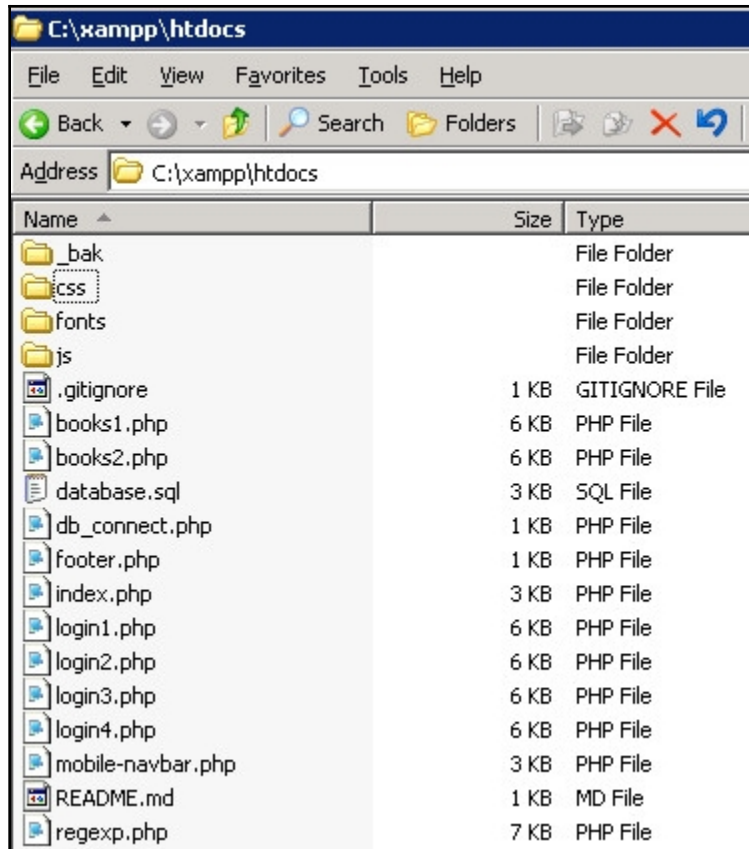 C:\xampp\htdocs
File Edit View Favorites Tools Help
Back Search Folders
Address C:\xampp\htdocs
Name Size Type
_bak File Folder
css File Folder
fonts File Folder
js File Folder
.gitignore 1 KB GITIGNORE File
books1.php 6 KB PHP File
books2.php 6 KB PHP File
database.sql 3 KB SQL File
db_connect.php 1 KB PHP File
footer.php 1 KB PHP File
index.php 3 KB PHP File
login1.php 6 KB PHP File
login2.php 6 KB PHP File
login3.php 6 KB PHP File
login4.php 6 KB PHP File
mobile-navbar.php 3 KB PHP File
README.md 1 KB MD File
regexp.php 7 KB PHP File